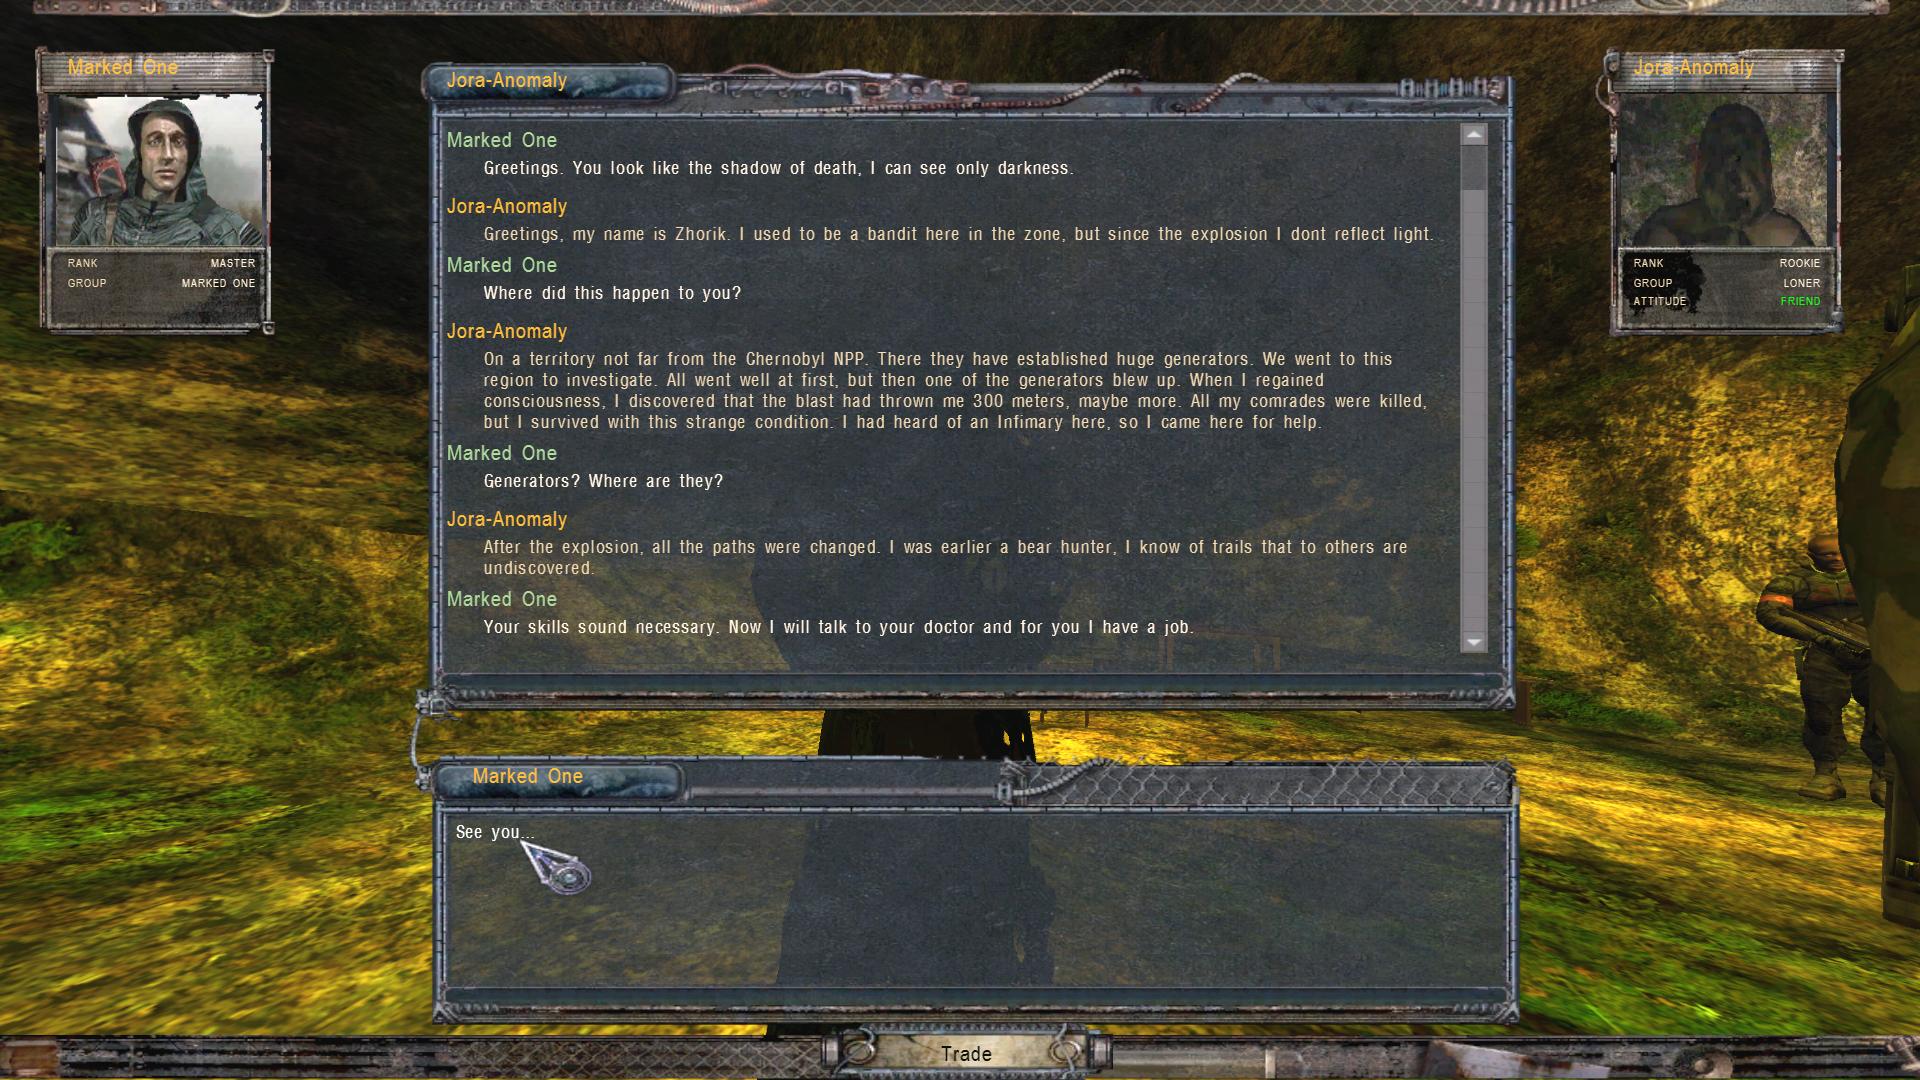 Marked One
RANK MASTER
GROUP MARKED ONE
Jora-Anomaly
Marked One
Greetings. You look like the shadow of death, I can see only darkness.
Jora-Anomaly
Greetings, my name is Zhorik. I used to be a bandit here in the zone, but since the explosion I dont reflect light.
Marked One
Where did this happen to you?
Jora-Anomaly
On a territory not far from the Chernobyl NPP. There they have established huge generators. We went to this
region to investigate. All went well at first, but then one of the generators blew up. When I regained
consciousness, I discovered that the blast had thrown me 300 meters, maybe more. All my comrades were killed,
but I survived with this strange condition. I had heard of an Infimary here, so I came here for help.
Marked One
Generators? Where are they?
Jora-Anomaly
After the explosion, all the paths were changed. I was earlier a bear hunter, I know of trails that to others are
undiscovered.
Marked One
Your skills sound necessary. Now I will talk to your doctor and for you I have a job.
Jora-Anomaly
RANK ROOKIE
GROUP LONER
ATTITUDE FRIEND
Marked One
See you...
Trade